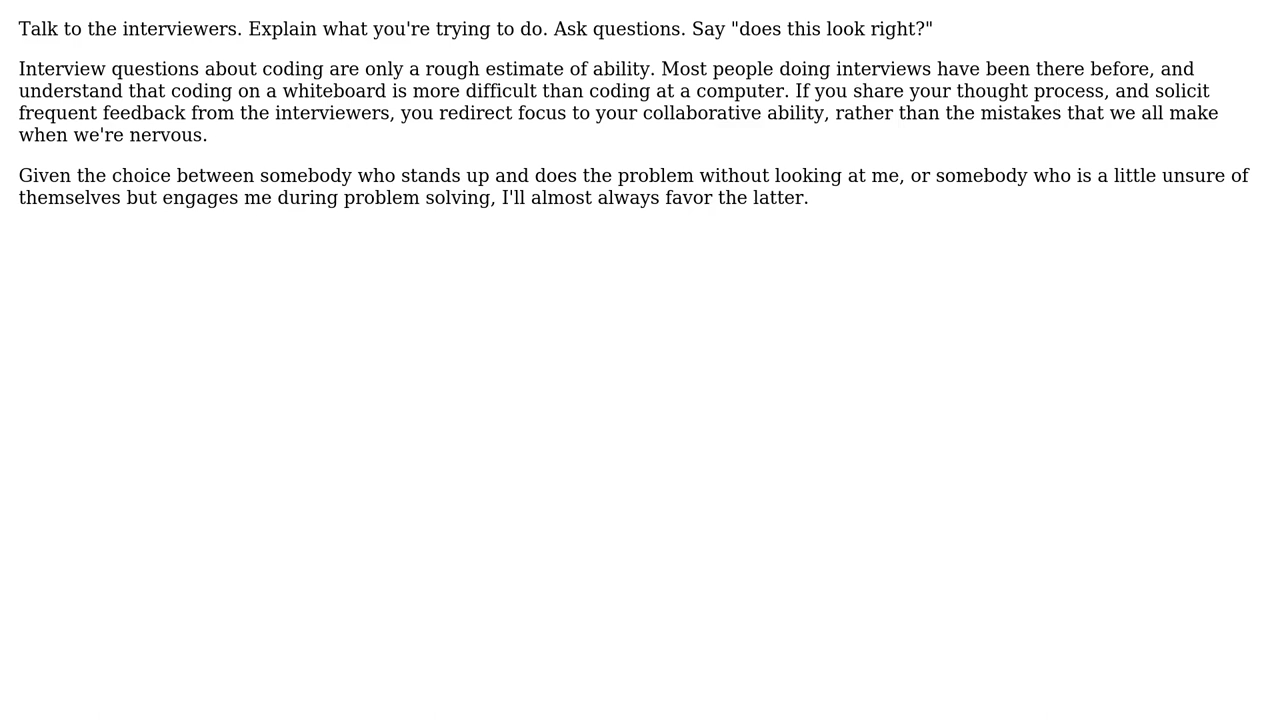 Talk to the interviewers. Explain what you're trying to do. Ask questions. Say "does this look right?"
Interview questions about coding are only a rough estimate of ability. Most people doing interviews have been there before, and
understand that coding on a whiteboard is more difficult than coding at a computer. If you share your thought process, and solicit
frequent feedback from the interviewers, you redirect focus to your collaborative ability, rather than the mistakes that we all make
when we're nervous.
Given the choice between somebody who stands up and does the problem without looking at me, or somebody who is a little unsure of
themselves but engages me during problem solving, I'll almost always favor the latter.